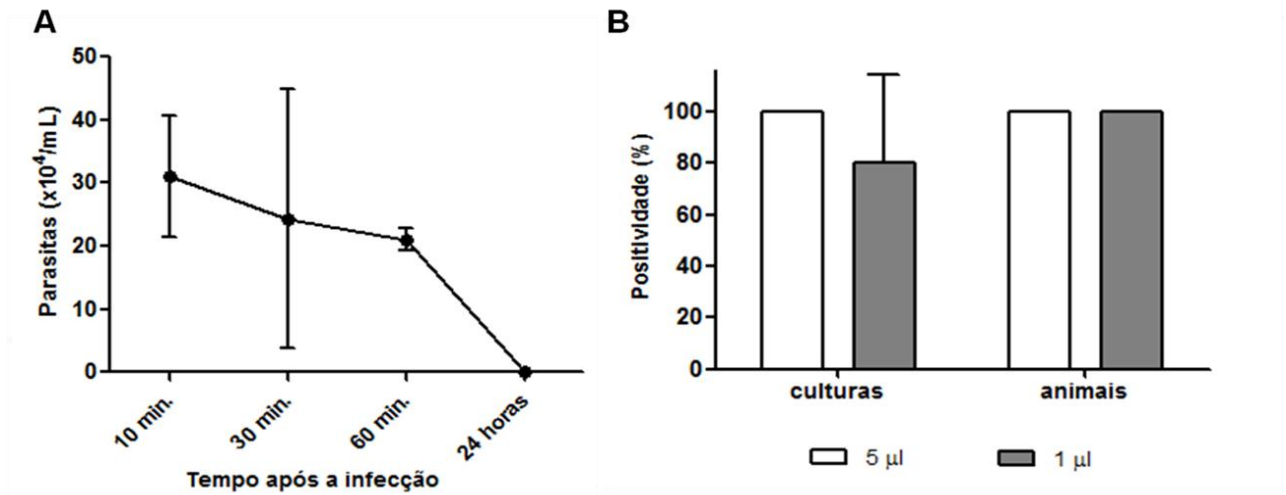 A
50
40
30
20
10
0
Parasitas (x10⁴/mL)
10 min.
30 min.
60 min.
24 horas
Tempo após a infecção
B
100
80
60
40
20
0
Positividade (%)
culturas
animais
5 µl
1 µl